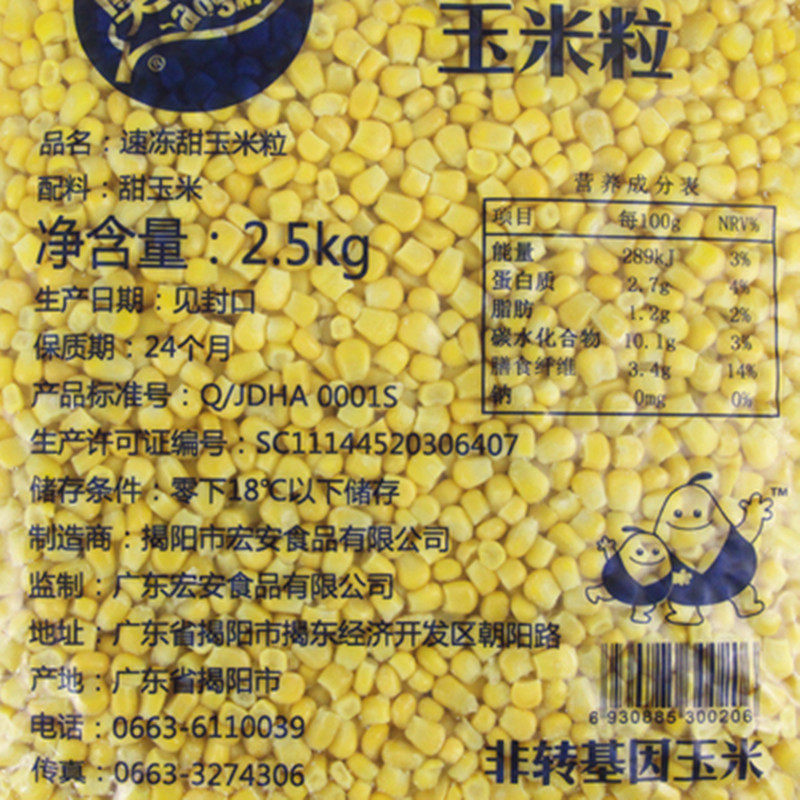 玉米粒
®
品名：速冻甜玉米粒
配料：甜玉米
净含量：2.5kg
生产日期：见封口
保质期：24个月
产品标准号：Q/JDHA 0001S
生产许可证编号：SC11144520306407
储存条件：零下18℃以下储存
制造商：揭阳市宏安食品有限公司
监制：广东宏安食品有限公司
地址：广东省揭阳市揭东经济开发区朝阳路
产地：广东省揭阳市
电话：0663-6110039
传真：0663-3274306
营养成分表
项目 每100g NRV%
能量 289kJ 3%
蛋白质 2.7g 4%
脂肪 1.2g 2%
碳水化合物 10.1g 3%
膳食纤维 3.4g 14%
钠 0mg 0%
TM
6 930885 300206
非转基因玉米